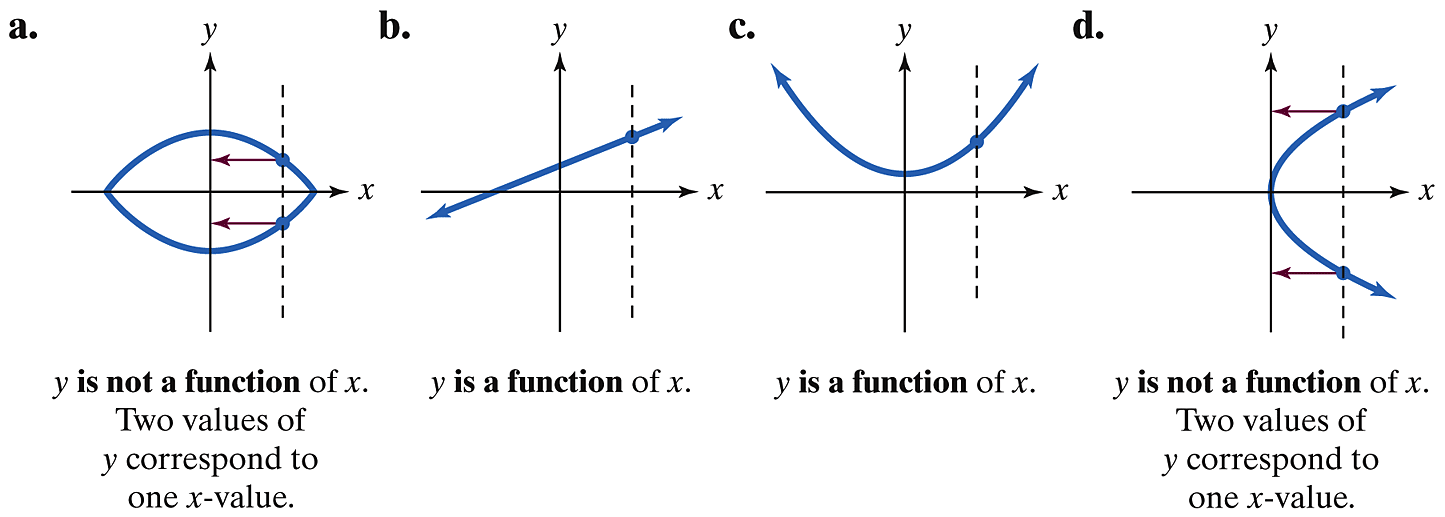 a.
y
x
y is not a function of x.
Two values of
y correspond to
one x-value.
b.
y
x
y is a function of x.
c.
y
x
y is a function of x.
d.
y
x
y is not a function of x.
Two values of
y correspond to
one x-value.